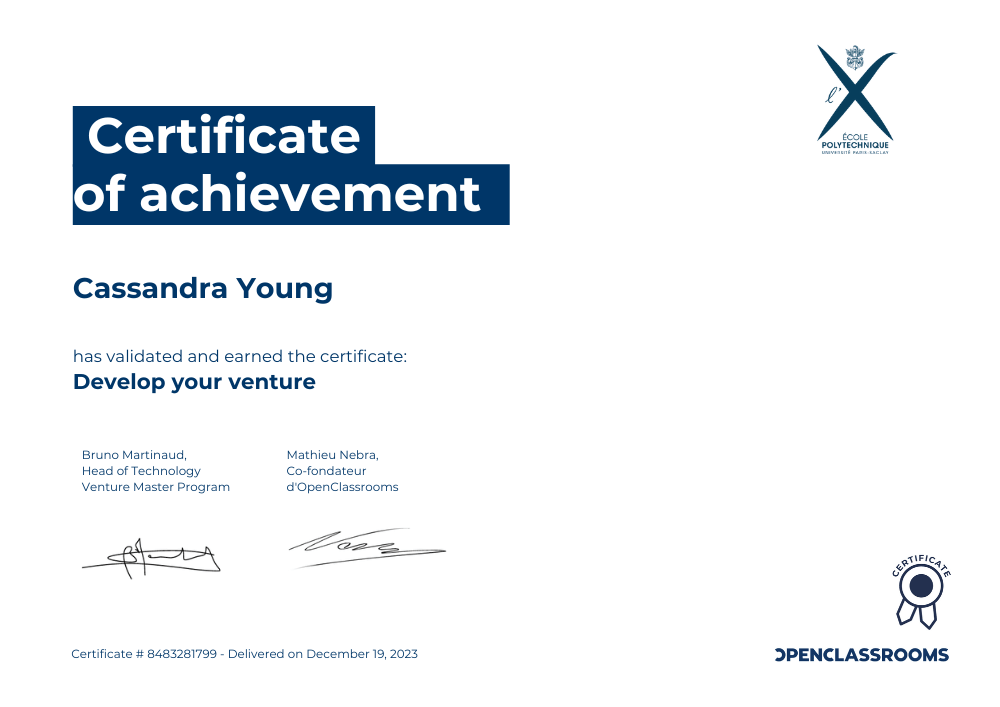 Certificate
of achievement
l'X
ÉCOLE
POLYTECHNIQUE
UNIVERSITÉ PARIS-SACLAY
Cassandra Young
has validated and earned the certificate:
Develop your venture
Bruno Martinaud,
Head of Technology
Venture Master Program
Mathieu Nebra,
Co-fondateur
d'OpenClassrooms
CERTIFICATE
Certificate # 8483281799 - Delivered on December 19, 2023
OPENCLASSROOMS